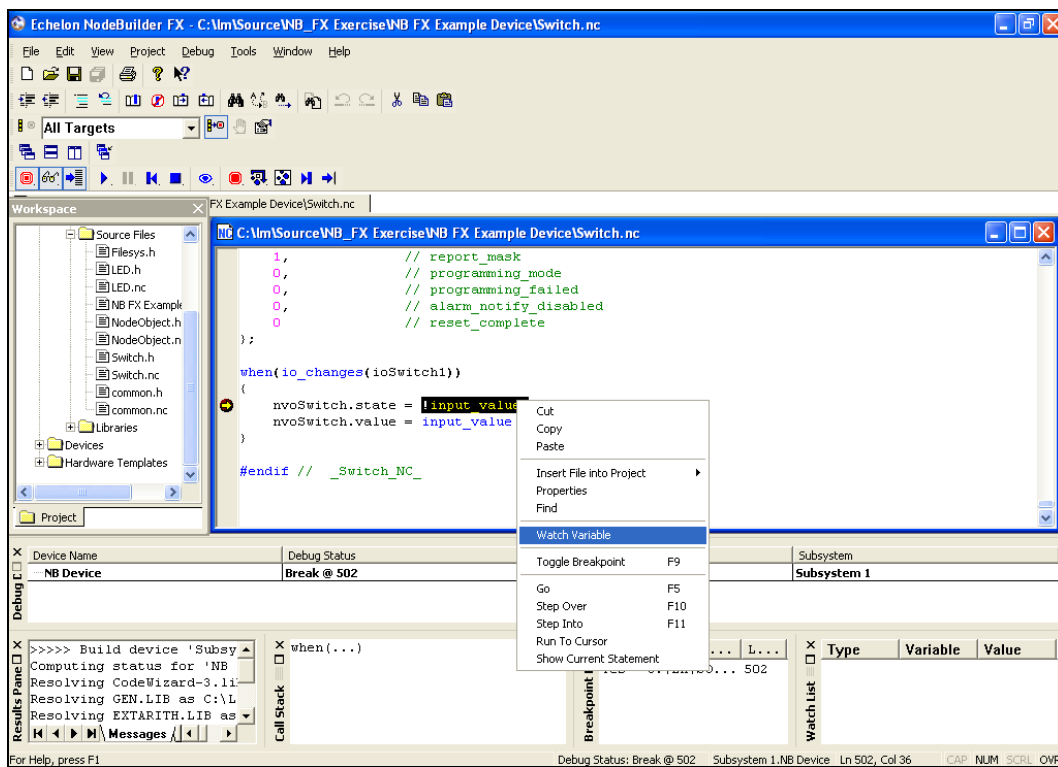 Echelon NodeBuilder FX - C:\lm\Source\NB_FX Exercise\NB FX Example Device\Switch.nc
File Edit View Project Debug Tools Window Help
All Targets
Workspace
FX Example Device\Switch.nc
Source Files
Filesys.h
LED.h
LED.nc
NB FX Example
NodeObject.h
NodeObject.n
Switch.h
Switch.nc
common.h
common.nc
Libraries
Devices
Hardware Templates
Project
C:\lm\Source\NB_FX Exercise\NB FX Example Device\Switch.nc
1, // report_mask
0, // programming_mode
0, // programming_failed
0, // alarm_notify_disabled
0 // reset_complete
};
when(io_changes(ioSwitch1))
{
nvoSwitch.state = !input_value
nvoSwitch.value = input_value
}
#endif // _Switch_NC_
Cut
Copy
Paste
Insert File into Project
Properties
Find
Watch Variable
Toggle Breakpoint F9
Go F5
Step Over F10
Step Into F11
Run To Cursor
Show Current Statement
Device Name Debug Status Subsystem
NB Device Break @ 502 Subsystem 1
>>>>> Build device 'Subsy
Computing status for 'NB
Resolving CodeWizard-3.li
Resolving GEN.LIB as C:\L
Resolving EXTARITH.LIB as
Messages
Results Pane
when(...)
Call Stack
... L...
502
Breakpoint
Type Variable Value
Watch List
For Help, press F1 Debug Status: Break @ 502 Subsystem 1.NB Device Ln 502, Col 36 CAP NUM SCRL OVR